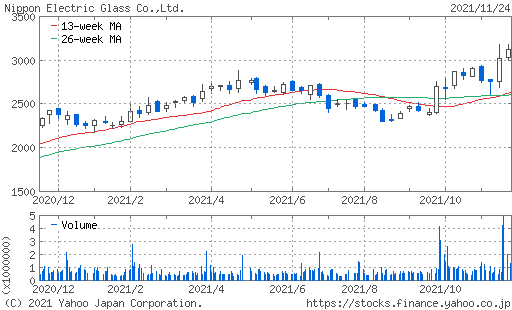 Nippon Electric Glass Co.,Ltd. 2021/11/24
3500
13-week MA
26-week MA
3000
2500
2000
1500
2020/12 2021/2 2021/4 2021/6 2021/8 2021/10
5
Volume
4
3
2
1
0
(x1000000)
2020/12 2021/2 2021/4 2021/6 2021/8 2021/10
(C) 2021 Yahoo Japan Corporation. https://stocks.finance.yahoo.co.jp/